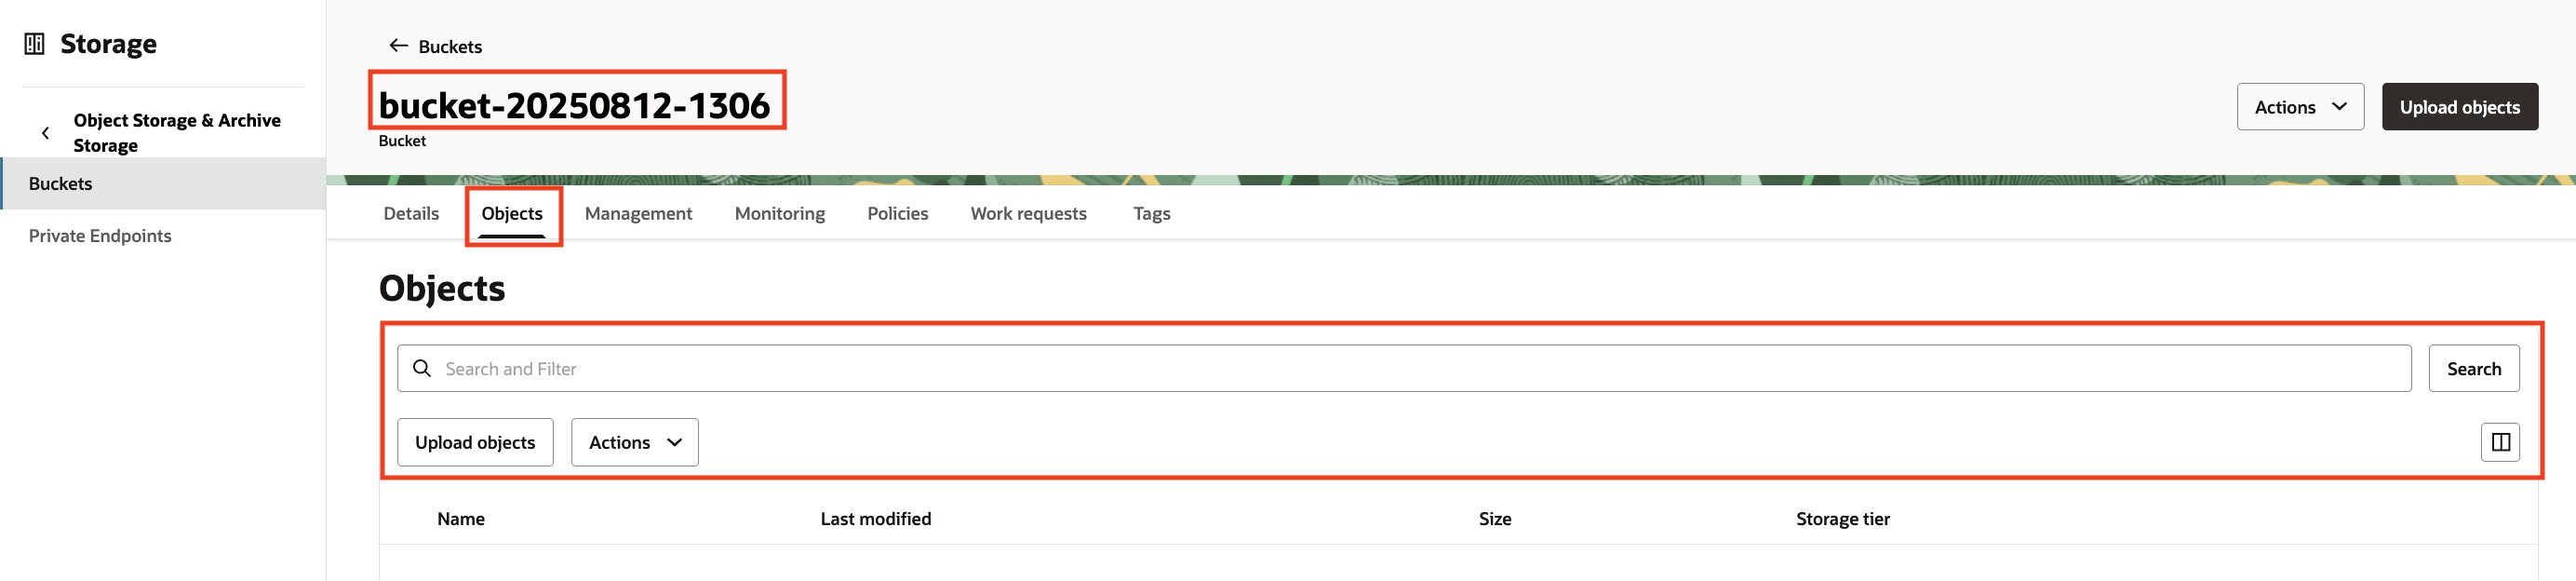 Storage
Object Storage & Archive
Storage
Buckets
Private Endpoints
Buckets
bucket-20250812-1306
Bucket
Actions
Upload objects
Details
Objects
Management
Monitoring
Policies
Work requests
Tags
Objects
Search and Filter
Search
Upload objects
Actions
Name
Last modified
Size
Storage tier